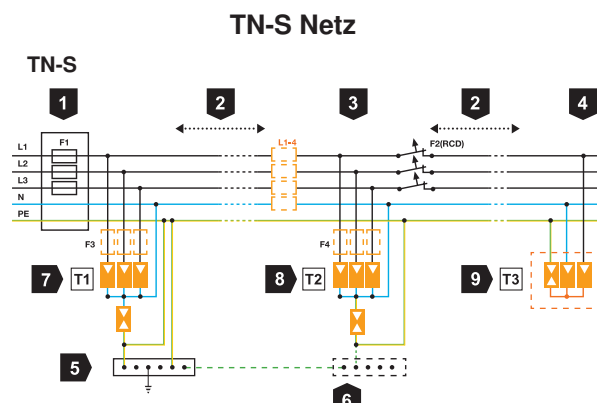 TN-S Netz
TN-S
1 2 3 2 4
L1 F1 L1-4 F2(RCD)
L2
L3
N
PE
F3 F4
7 T1 8 T2 9 T3
5
6